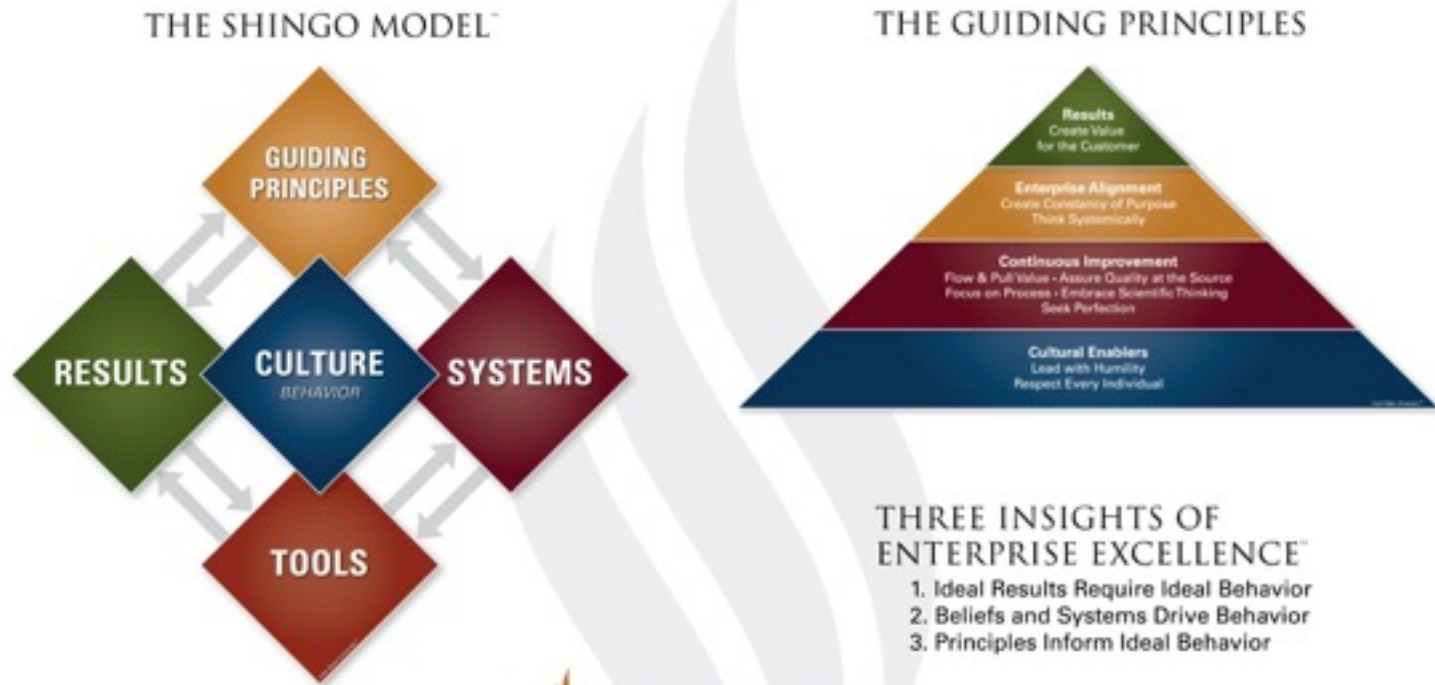 THE SHINGO MODEL™
GUIDING
PRINCIPLES
RESULTS
CULTURE
BEHAVIOR
SYSTEMS
TOOLS
THE GUIDING PRINCIPLES
Results
Create Value
for the Customer
Enterprise Alignment
Create Constancy of Purpose
Think Systemically
Continuous Improvement
Flow & Pull Value • Assure Quality at the Source
Focus on Process • Embrace Scientific Thinking
Seek Perfection
Cultural Enablers
Lead with Humility
Respect Every Individual
THREE INSIGHTS OF
ENTERPRISE EXCELLENCE™
1. Ideal Results Require Ideal Behavior
2. Beliefs and Systems Drive Behavior
3. Principles Inform Ideal Behavior